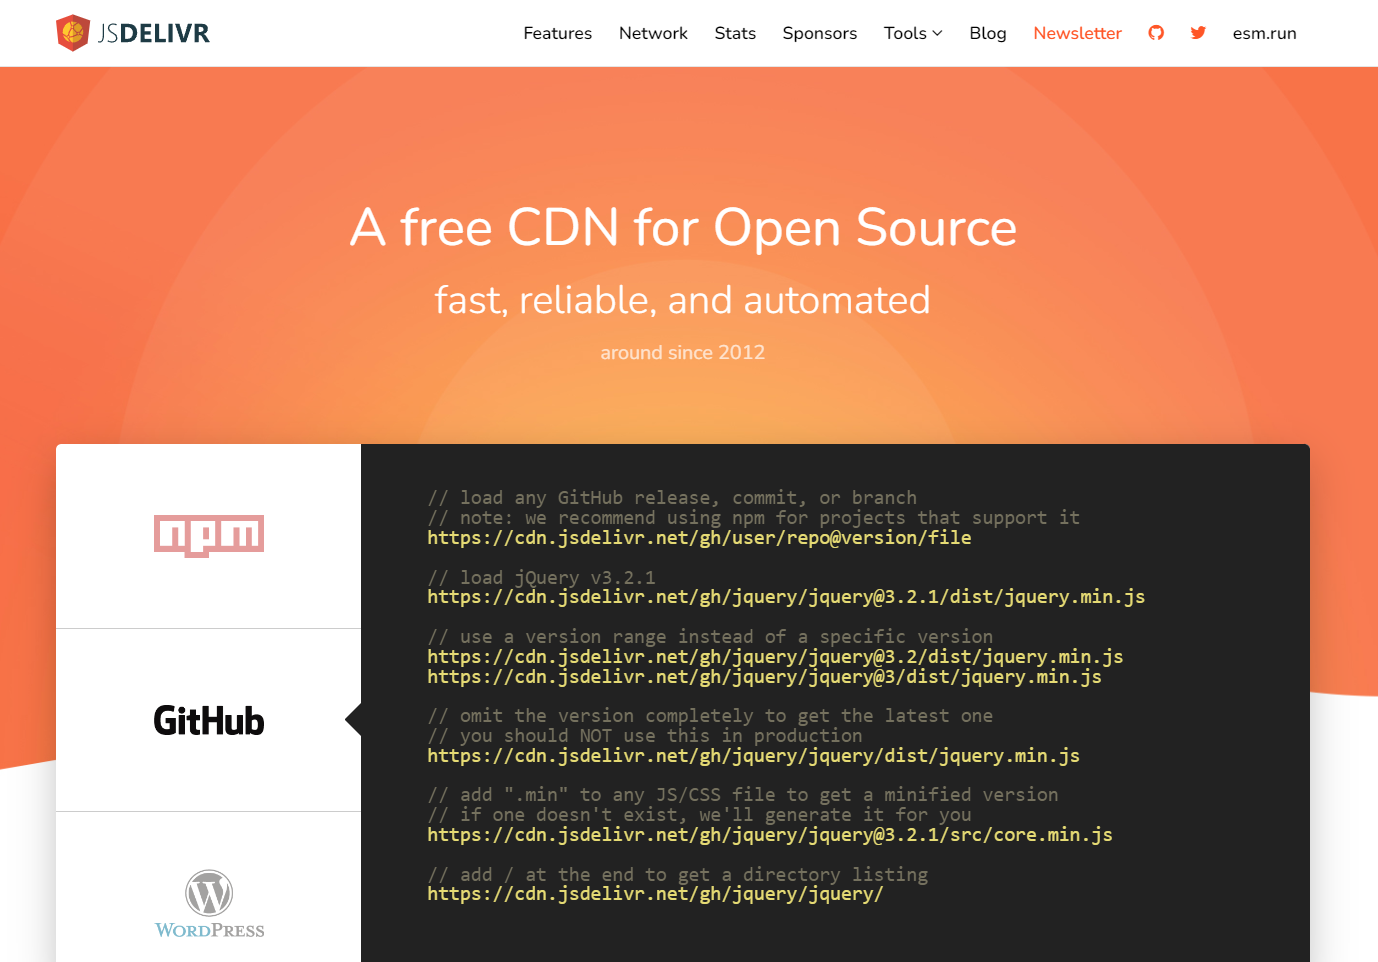 JSDELIVR
Features Network Stats Sponsors Tools Blog Newsletter esm.run
A free CDN for Open Source
fast, reliable, and automated
around since 2012
npm
GitHub
WORDPRESS
// load any GitHub release, commit, or branch
// note: we recommend using npm for projects that support it
https://cdn.jsdelivr.net/gh/user/repo@version/file
// load jQuery v3.2.1
https://cdn.jsdelivr.net/gh/jquery/jquery@3.2.1/dist/jquery.min.js
// use a version range instead of a specific version
https://cdn.jsdelivr.net/gh/jquery/jquery@3.2/dist/jquery.min.js
https://cdn.jsdelivr.net/gh/jquery/jquery@3/dist/jquery.min.js
// omit the version completely to get the latest one
// you should NOT use this in production
https://cdn.jsdelivr.net/gh/jquery/jquery/dist/jquery.min.js
// add ".min" to any JS/CSS file to get a minified version
// if one doesn't exist, we'll generate it for you
https://cdn.jsdelivr.net/gh/jquery/jquery@3.2.1/src/core.min.js
// add / at the end to get a directory listing
https://cdn.jsdelivr.net/gh/jquery/jquery/